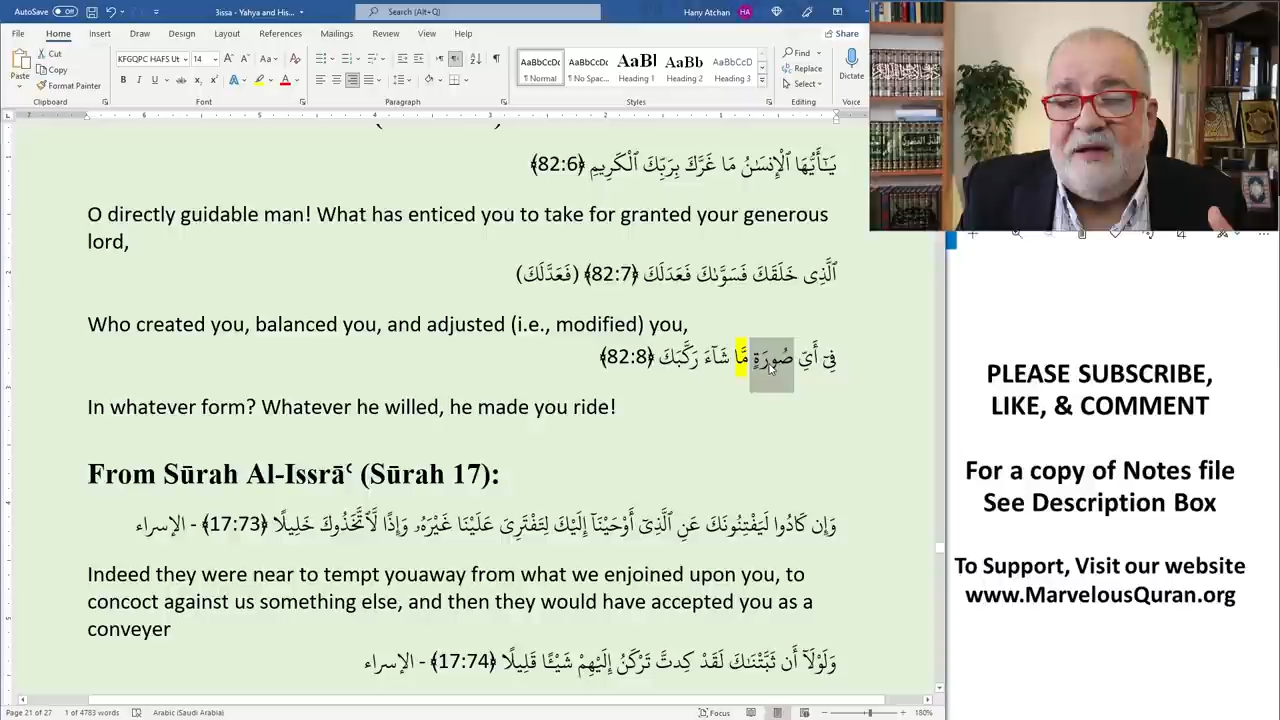 AutoSave Off
Bissa - Yahya and His...
Search (Alt+Q)
Hany Atchan HA
File Home Insert Draw Design Layout References Mailings Review View Help Share
Paste Cut Copy Format Painter
KFGQPC HAFS Ut 14
Normal No Spac... Heading 1 Heading 2 Heading 3
Find Replace Select Dictate
Clipboard Font Paragraph Styles Editing Voice
يَـٰٓأَيُّهَا ٱلْإِنسَـٰنُ مَا غَرَّكَ بِرَبِّكَ ٱلْكَرِيمِ ﴿82:6﴾
O directly guidable man! What has enticed you to take for granted your generous
lord,
ٱلَّذِى خَلَقَكَ فَسَوَّىٰكَ فَعَدَلَكَ ﴿82:7﴾ (فَعَدَّلَكَ)
Who created you, balanced you, and adjusted (i.e., modified) you,
فِىٓ أَىِّ صُورَةٍ مَّا شَآءَ رَكَّبَكَ ﴿82:8﴾
In whatever form? Whatever he willed, he made you ride!
From Sūrah Al-Issrāʿ (Sūrah 17):
وَإِن كَادُوا لَيَفْتِنُونَكَ عَنِ ٱلَّذِىٓ أَوْحَيْنَآ إِلَيْكَ لِتَفْتَرِىَ عَلَيْنَا غَيْرَهُۥ وَإِذًا لَّٱتَّخَذُوكَ خَلِيلًا ﴿17:73﴾ - الإسراء
Indeed they were near to tempt youaway from what we enjoined upon you, to
concoct against us something else, and then they would have accepted you as a
conveyer
وَلَوْلَآ أَن ثَبَّتْنَـٰكَ لَقَدْ كِدتَّ تَرْكَنُ إِلَيْهِمْ شَيْـًٔا قَلِيلًا ﴿17:74﴾ - الإسراء
PLEASE SUBSCRIBE,
LIKE, & COMMENT
For a copy of Notes file
See Description Box
To Support, Visit our website
www.MarvelousQuran.org
Page 21 of 27 1 of 4783 words Arabic (Saudi Arabia) Focus 180%